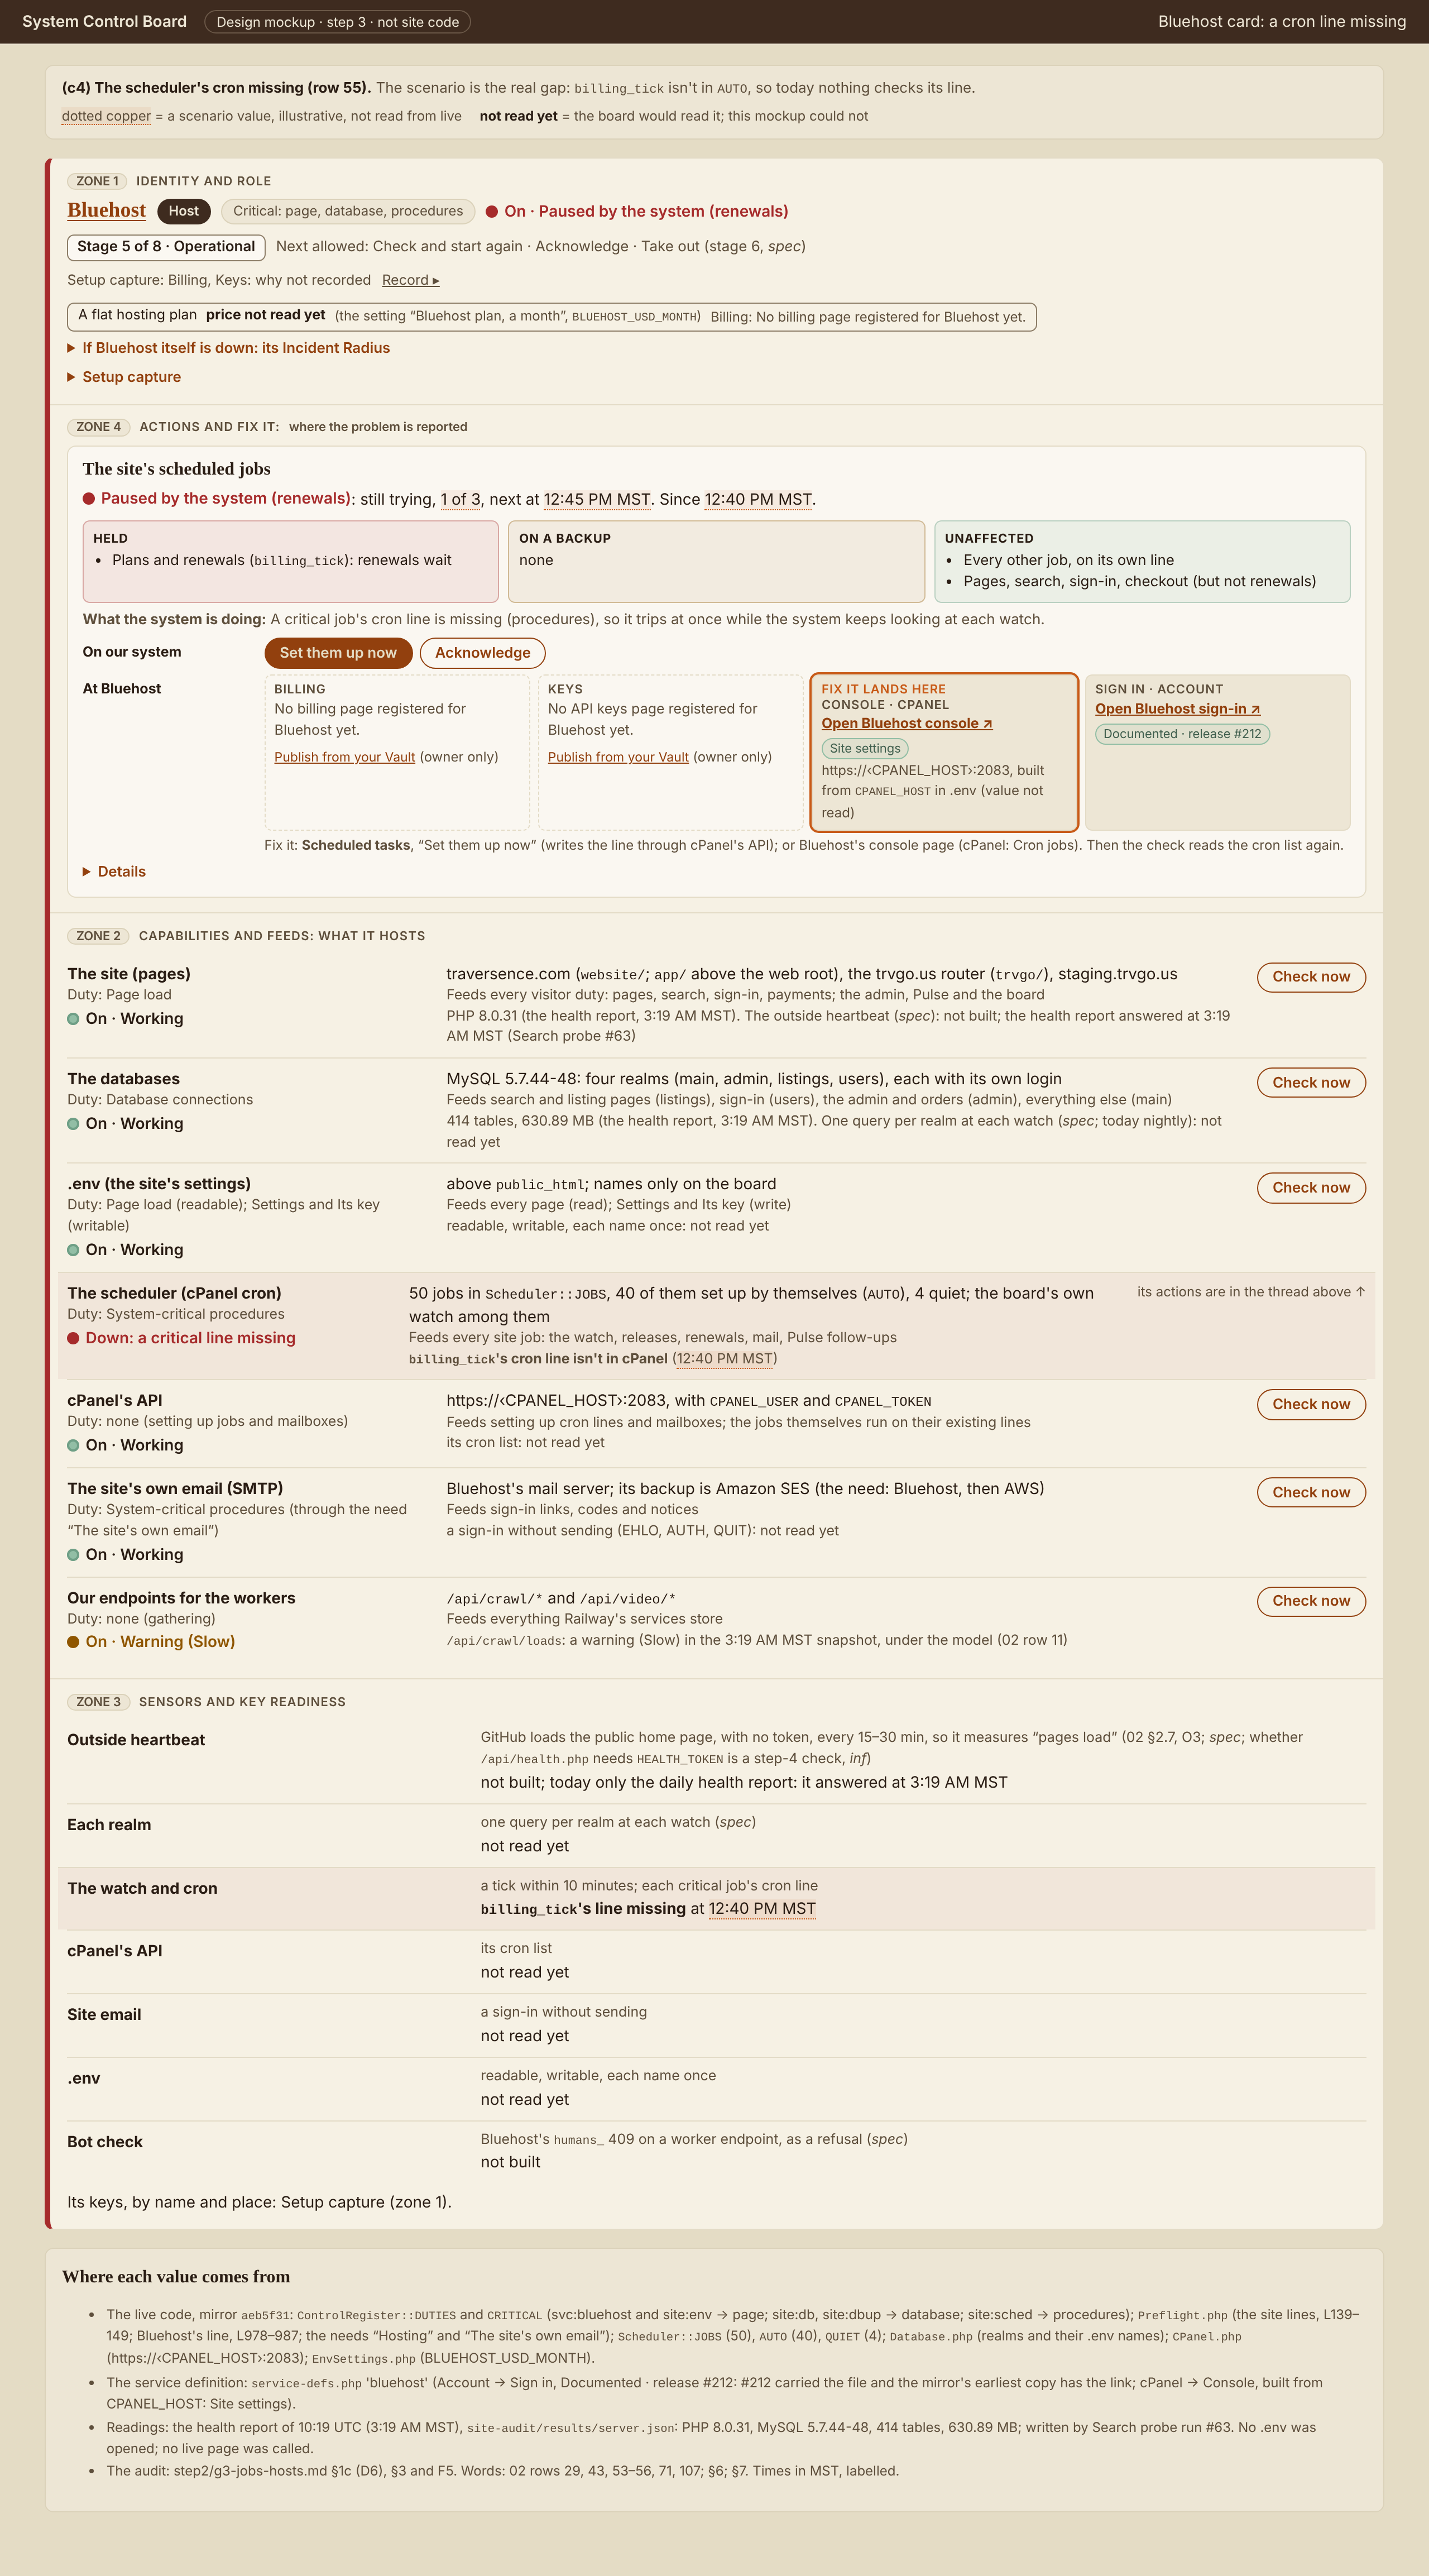 System Control Board
Design mockup · step 3 · not site code
Bluehost card: a cron line missing
(c4) The scheduler's cron missing (row 55). The scenario is the real gap: billing_tick isn't in AUTO, so today nothing checks its line.
dotted copper = a scenario value, illustrative, not read from live not read yet = the board would read it; this mockup could not
ZONE 1 IDENTITY AND ROLE
Bluehost Host Critical: page, database, procedures On · Paused by the system (renewals)
Stage 5 of 8 · Operational Next allowed: Check and start again · Acknowledge · Take out (stage 6, spec)
Setup capture: Billing, Keys: why not recorded Record ▸
A flat hosting plan price not read yet (the setting “Bluehost plan, a month”, BLUEHOST_USD_MONTH) Billing: No billing page registered for Bluehost yet.
▶ If Bluehost itself is down: its Incident Radius
▶ Setup capture
ZONE 4 ACTIONS AND FIX IT: where the problem is reported
The site's scheduled jobs
Paused by the system (renewals): still trying, 1 of 3, next at 12:45 PM MST. Since 12:40 PM MST.
HELD
• Plans and renewals (billing_tick): renewals wait
ON A BACKUP
none
UNAFFECTED
• Every other job, on its own line
• Pages, search, sign-in, checkout (but not renewals)
What the system is doing: A critical job's cron line is missing (procedures), so it trips at once while the system keeps looking at each watch.
On our system Set them up now Acknowledge
At Bluehost
BILLING
No billing page registered for
Bluehost yet.
Publish from your Vault (owner only)
KEYS
No API keys page registered for
Bluehost yet.
Publish from your Vault (owner only)
FIX IT LANDS HERE
CONSOLE · CPANEL
Open Bluehost console ↗
Site settings
https://‹CPANEL_HOST›:2083, built
from CPANEL_HOST in .env (value not
read)
SIGN IN · ACCOUNT
Open Bluehost sign-in ↗
Documented · release #212
Fix it: Scheduled tasks, “Set them up now” (writes the line through cPanel's API); or Bluehost's console page (cPanel: Cron jobs). Then the check reads the cron list again.
▶ Details
ZONE 2 CAPABILITIES AND FEEDS: WHAT IT HOSTS
The site (pages)
Duty: Page load
On · Working
traversence.com (website/; app/ above the web root), the trvgo.us router (trvgo/), staging.trvgo.us
Feeds every visitor duty: pages, search, sign-in, payments; the admin, Pulse and the board
PHP 8.0.31 (the health report, 3:19 AM MST). The outside heartbeat (spec): not built; the health report answered at 3:19
AM MST (Search probe #63)
Check now
The databases
Duty: Database connections
On · Working
MySQL 5.7.44-48: four realms (main, admin, listings, users), each with its own login
Feeds search and listing pages (listings), sign-in (users), the admin and orders (admin), everything else (main)
414 tables, 630.89 MB (the health report, 3:19 AM MST). One query per realm at each watch (spec; today nightly): not
read yet
Check now
.env (the site's settings)
Duty: Page load (readable); Settings and Its key
(writable)
On · Working
above public_html; names only on the board
Feeds every page (read); Settings and Its key (write)
readable, writable, each name once: not read yet
Check now
The scheduler (cPanel cron)
Duty: System-critical procedures
Down: a critical line missing
50 jobs in Scheduler::JOBS, 40 of them set up by themselves (AUTO), 4 quiet; the board's own
watch among them
Feeds every site job: the watch, releases, renewals, mail, Pulse follow-ups
billing_tick's cron line isn't in cPanel (12:40 PM MST)
its actions are in the thread above ↑
cPanel's API
Duty: none (setting up jobs and mailboxes)
On · Working
https://‹CPANEL_HOST›:2083, with CPANEL_USER and CPANEL_TOKEN
Feeds setting up cron lines and mailboxes; the jobs themselves run on their existing lines
its cron list: not read yet
Check now
The site's own email (SMTP)
Duty: System-critical procedures (through the need
“The site's own email”)
On · Working
Bluehost's mail server; its backup is Amazon SES (the need: Bluehost, then AWS)
Feeds sign-in links, codes and notices
a sign-in without sending (EHLO, AUTH, QUIT): not read yet
Check now
Our endpoints for the workers
Duty: none (gathering)
On · Warning (Slow)
/api/crawl/* and /api/video/*
Feeds everything Railway's services store
/api/crawl/loads: a warning (Slow) in the 3:19 AM MST snapshot, under the model (02 row 11)
Check now
ZONE 3 SENSORS AND KEY READINESS
Outside heartbeat
GitHub loads the public home page, with no token, every 15–30 min, so it measures “pages load” (02 §2.7, O3; spec; whether
/api/health.php needs HEALTH_TOKEN is a step-4 check, inf)
not built; today only the daily health report: it answered at 3:19 AM MST
Each realm
one query per realm at each watch (spec)
not read yet
The watch and cron
a tick within 10 minutes; each critical job's cron line
billing_tick's line missing at 12:40 PM MST
cPanel's API
its cron list
not read yet
Site email
a sign-in without sending
not read yet
.env
readable, writable, each name once
not read yet
Bot check
Bluehost's humans_ 409 on a worker endpoint, as a refusal (spec)
not built
Its keys, by name and place: Setup capture (zone 1).
Where each value comes from
• The live code, mirror aeb5f31: ControlRegister::DUTIES and CRITICAL (svc:bluehost and site:env → page; site:db, site:dbup → database; site:sched → procedures); Preflight.php (the site lines, L139–
149; Bluehost's line, L978–987; the needs “Hosting” and “The site's own email”); Scheduler::JOBS (50), AUTO (40), QUIET (4); Database.php (realms and their .env names); CPanel.php
(https://‹CPANEL_HOST›:2083); EnvSettings.php (BLUEHOST_USD_MONTH).
• The service definition: service-defs.php 'bluehost' (Account → Sign in, Documented · release #212: #212 carried the file and the mirror's earliest copy has the link; cPanel → Console, built from
CPANEL_HOST: Site settings).
• Readings: the health report of 10:19 UTC (3:19 AM MST), site-audit/results/server.json: PHP 8.0.31, MySQL 5.7.44-48, 414 tables, 630.89 MB; written by Search probe run #63. No .env was
opened; no live page was called.
• The audit: step2/g3-jobs-hosts.md §1c (D6), §3 and F5. Words: 02 rows 29, 43, 53–56, 71, 107; §6; §7. Times in MST, labelled.